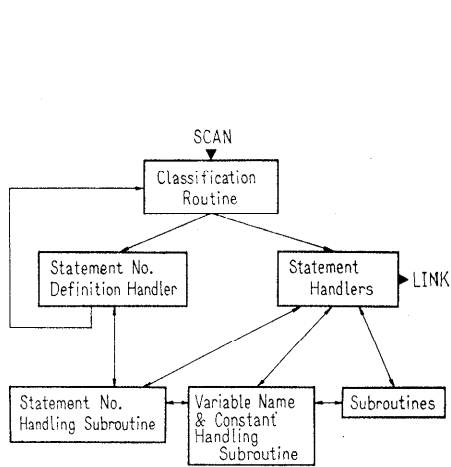 SCAN
Classification
Routine
Statement No.
Definition Handler
Statement
Handlers
LINK
Statement No.
Handling Subroutine
Variable Name
& Constant
Handling
Subroutine
Subroutines